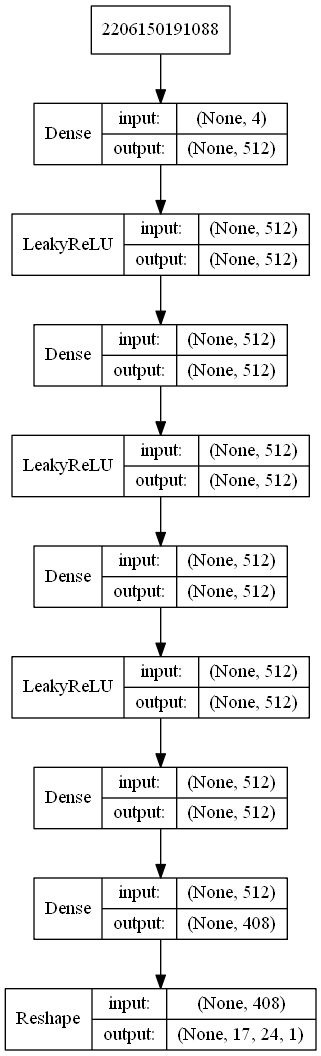 2206150191088
Dense input: (None, 4)
output: (None, 512)
LeakyReLU input: (None, 512)
output: (None, 512)
Dense input: (None, 512)
output: (None, 512)
LeakyReLU input: (None, 512)
output: (None, 512)
Dense input: (None, 512)
output: (None, 512)
LeakyReLU input: (None, 512)
output: (None, 512)
Dense input: (None, 512)
output: (None, 512)
Dense input: (None, 512)
output: (None, 408)
Reshape input: (None, 408)
output: (None, 17, 24, 1)